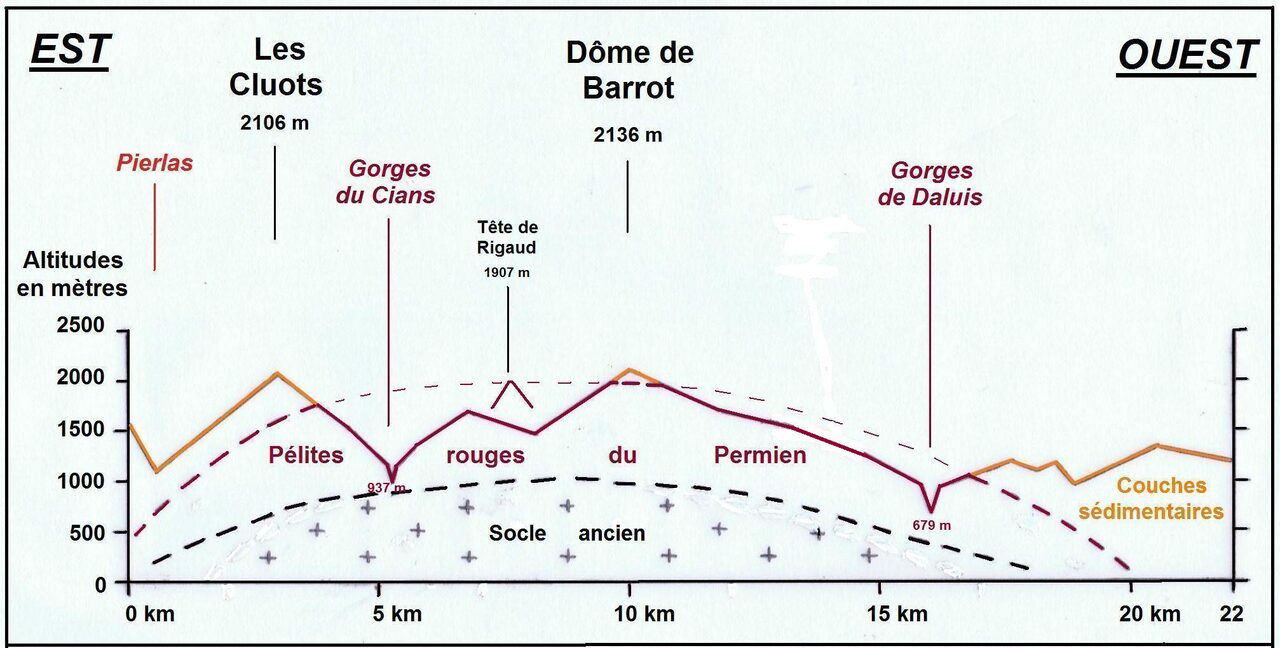 EST
Les
Cluots
2106 m
Dôme de
Barrot
2136 m
OUEST
Pierlas
Gorges
du Cians
Gorges
de Daluis
Tête de
Rigaud
1907 m
Altitudes
en mètres
2500
2000
1500
1000
500
0
Pélites rouges du Permien
937 m
679 m
Couches
sédimentaires
Socle ancien
0 km 5 km 10 km 15 km 20 km 22